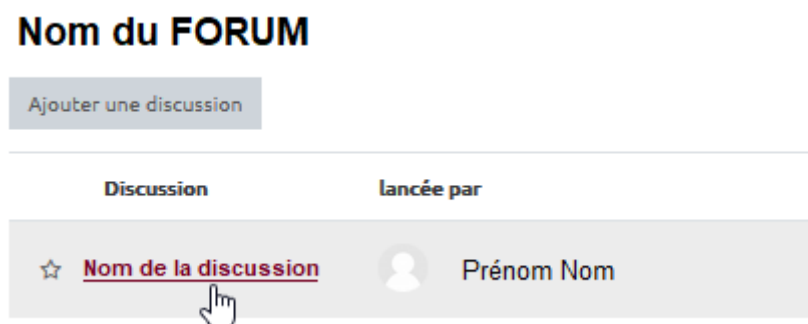 Nom du FORUM
Ajouter une discussion
Discussion lancée par
Nom de la discussion Prénom Nom